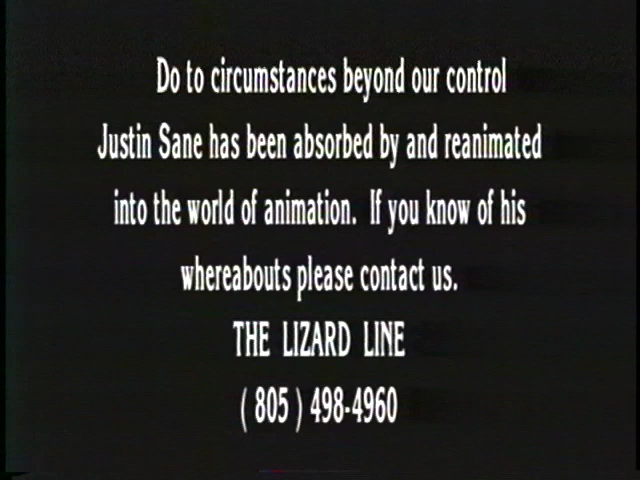 Do to circumstances beyond our control
Justin Sane has been absorbed by and reanimated
into the world of animation.  If you know of his
whereabouts please contact us.
THE LIZARD LINE
( 805 ) 498-4960